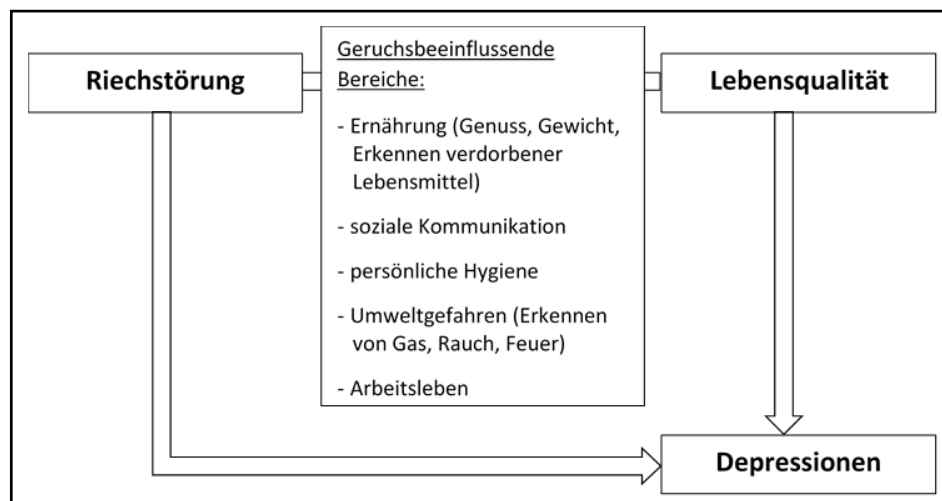 Riechstörung
Geruchsbeeinflussende
Bereiche:
- Ernährung (Genuss, Gewicht,
Erkennen verdorbener
Lebensmittel)
- soziale Kommunikation
- persönliche Hygiene
- Umweltgefahren (Erkennen
von Gas, Rauch, Feuer)
- Arbeitsleben
Lebensqualität
Depressionen